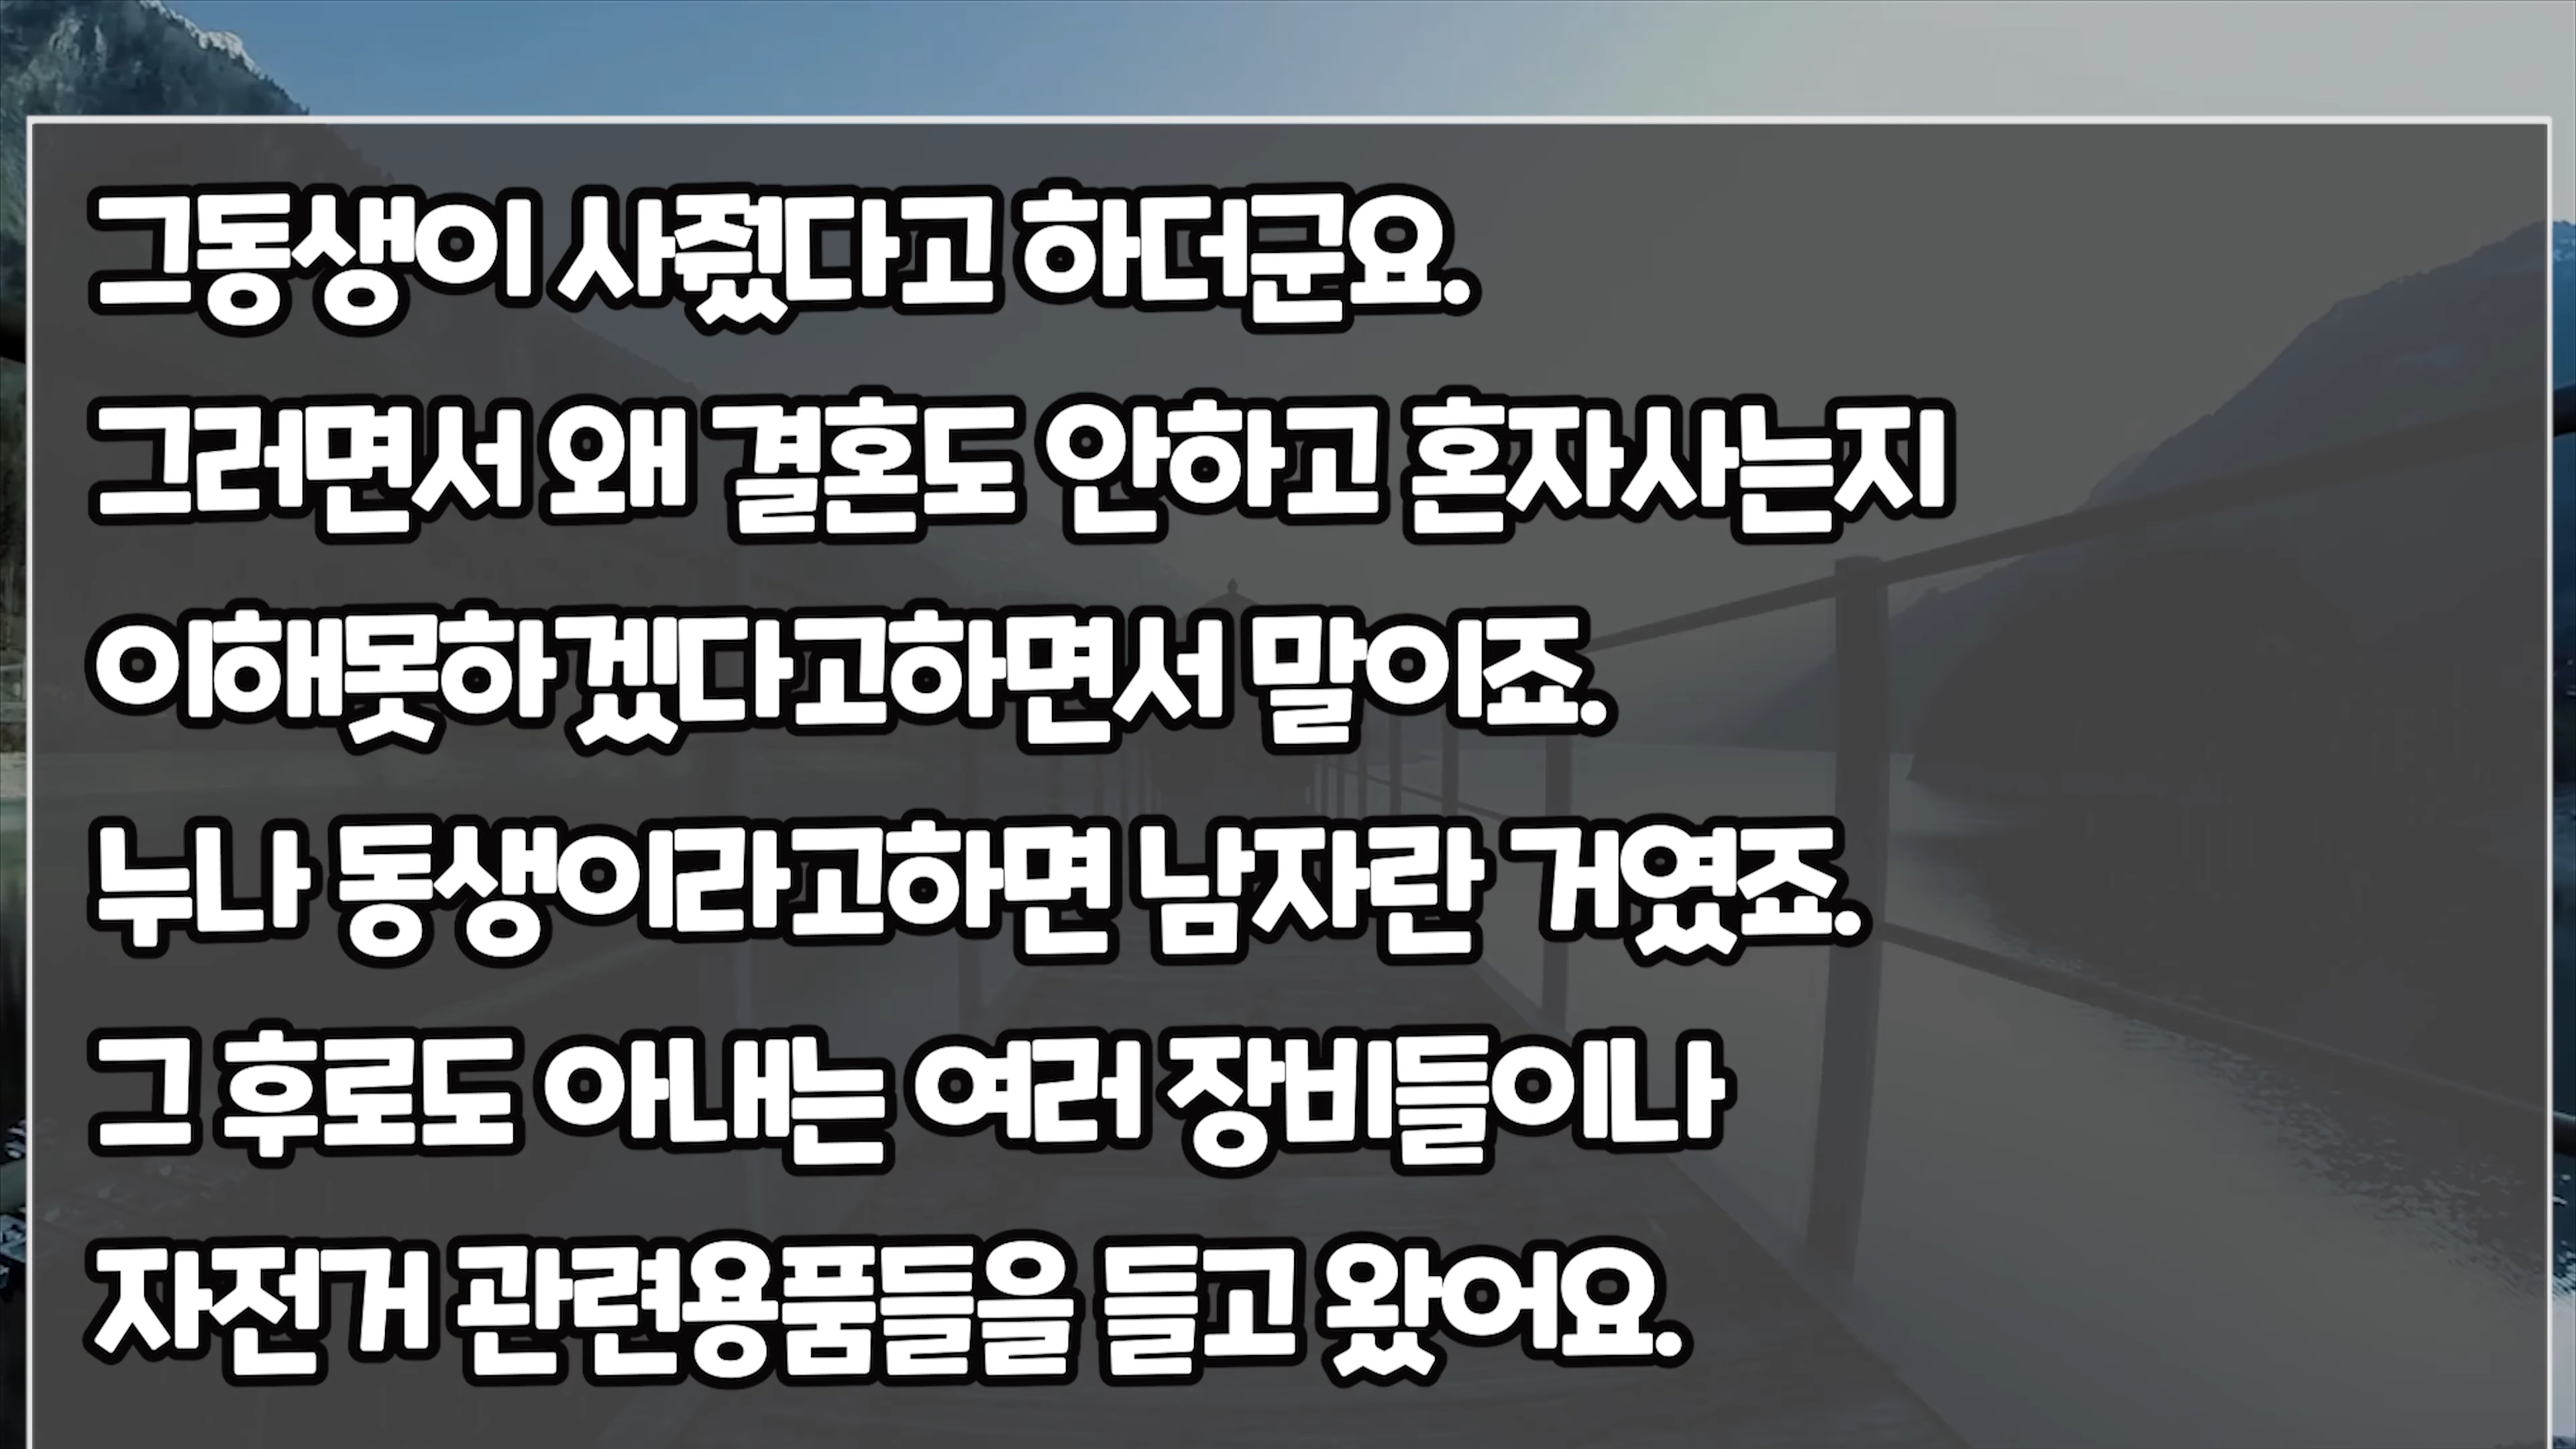 그동생이 사줬다고 하더군요.
그러면서 왜 결혼도 안하고 혼자사는지
이해못하겠다고하면서 말이죠.
누나 동생이라고하면 남자란 거였죠.
그 후로도 아내는 여러 장비들이나
자전거 관련용품들을 들고 왔어요.